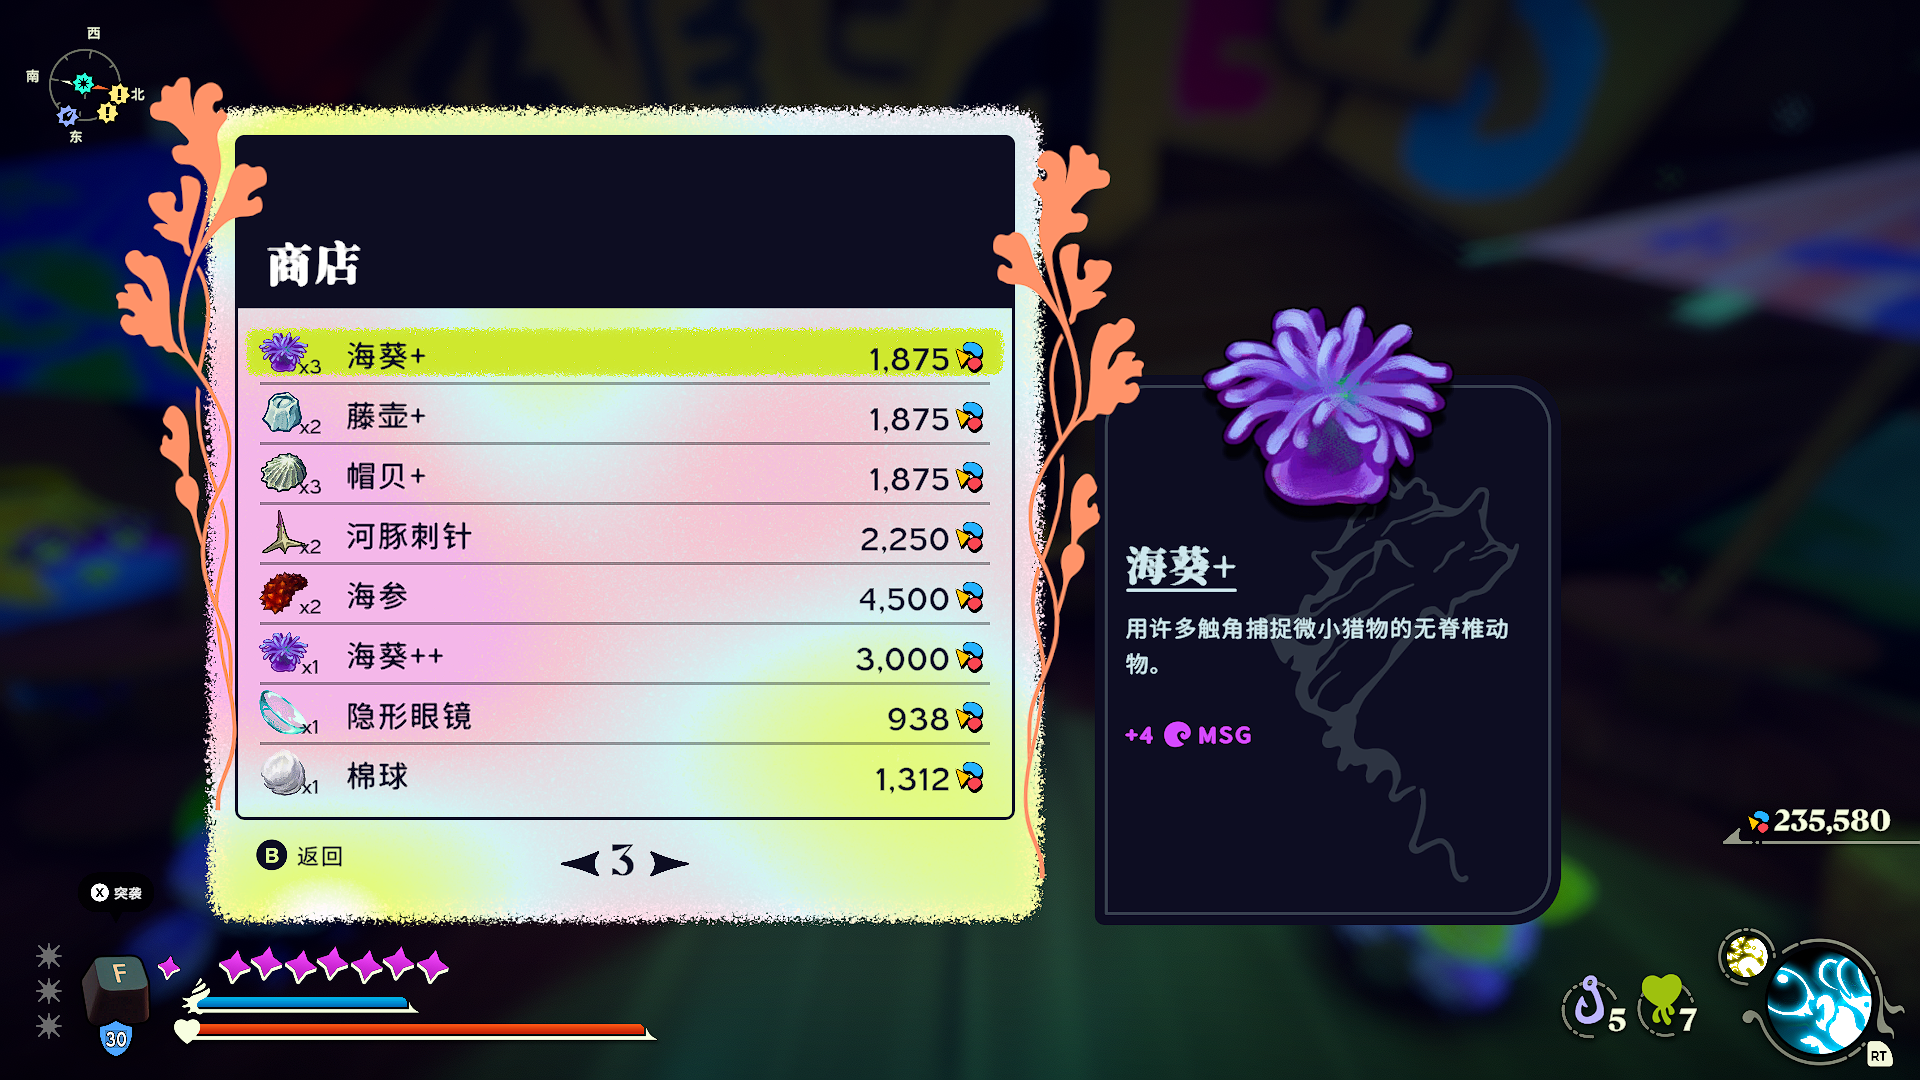 西
南
北
东
商店
x3 海葵+ 1,875
x2 藤壶+ 1,875
x3 帽贝+ 1,875
x2 河豚刺针 2,250
x2 海参 4,500
x1 海葵++ 3,000
x1 隐形眼镜 938
x1 棉球 1,312
B 返回
3
海葵+
用许多触角捕捉微小猎物的无脊椎动
物。
+4 MSG
235,580
X 突袭
F
30
5
7
RT